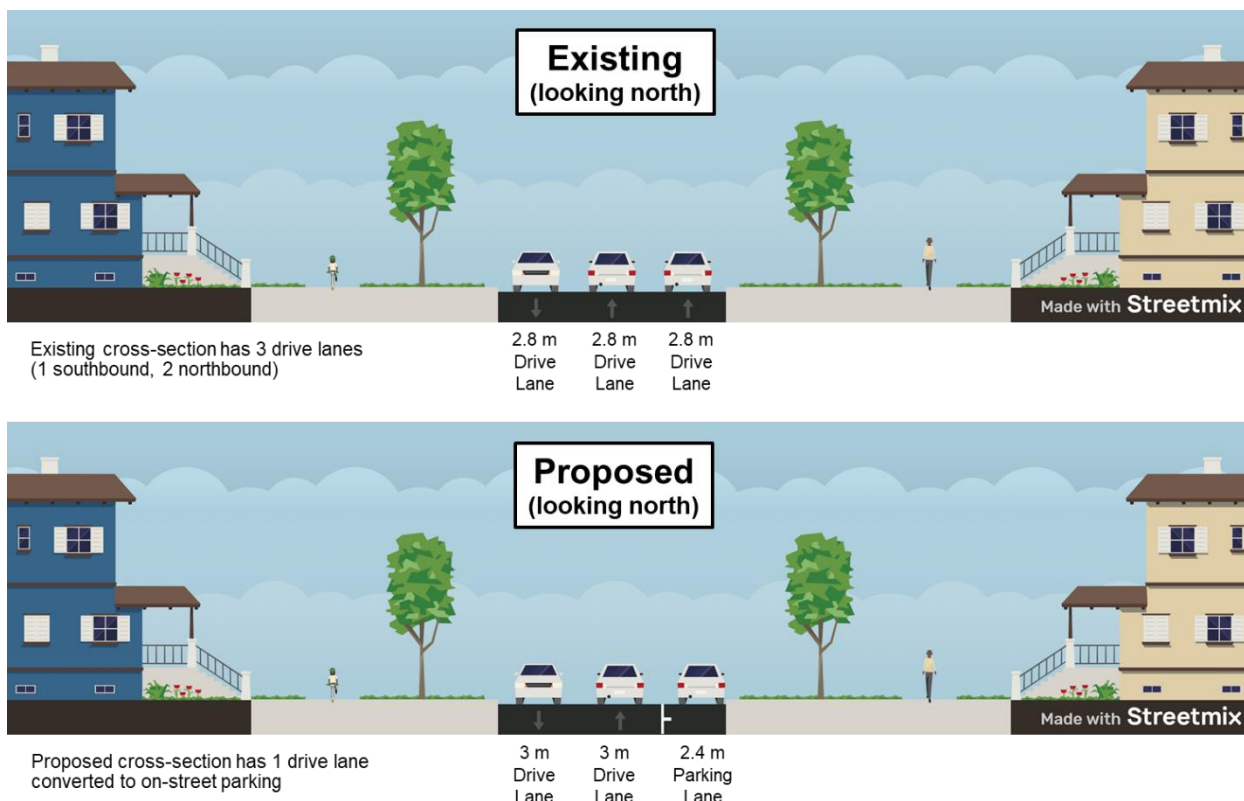 Existing
(looking north)
Made with Streetmix
2.8 m
Drive
Lane
2.8 m
Drive
Lane
2.8 m
Drive
Lane
Existing cross-section has 3 drive lanes
(1 southbound, 2 northbound)
Proposed
(looking north)
Made with Streetmix
3 m
Drive
Lane
3 m
Drive
Lane
2.4 m
Parking
Lane
Proposed cross-section has 1 drive lane
converted to on-street parking